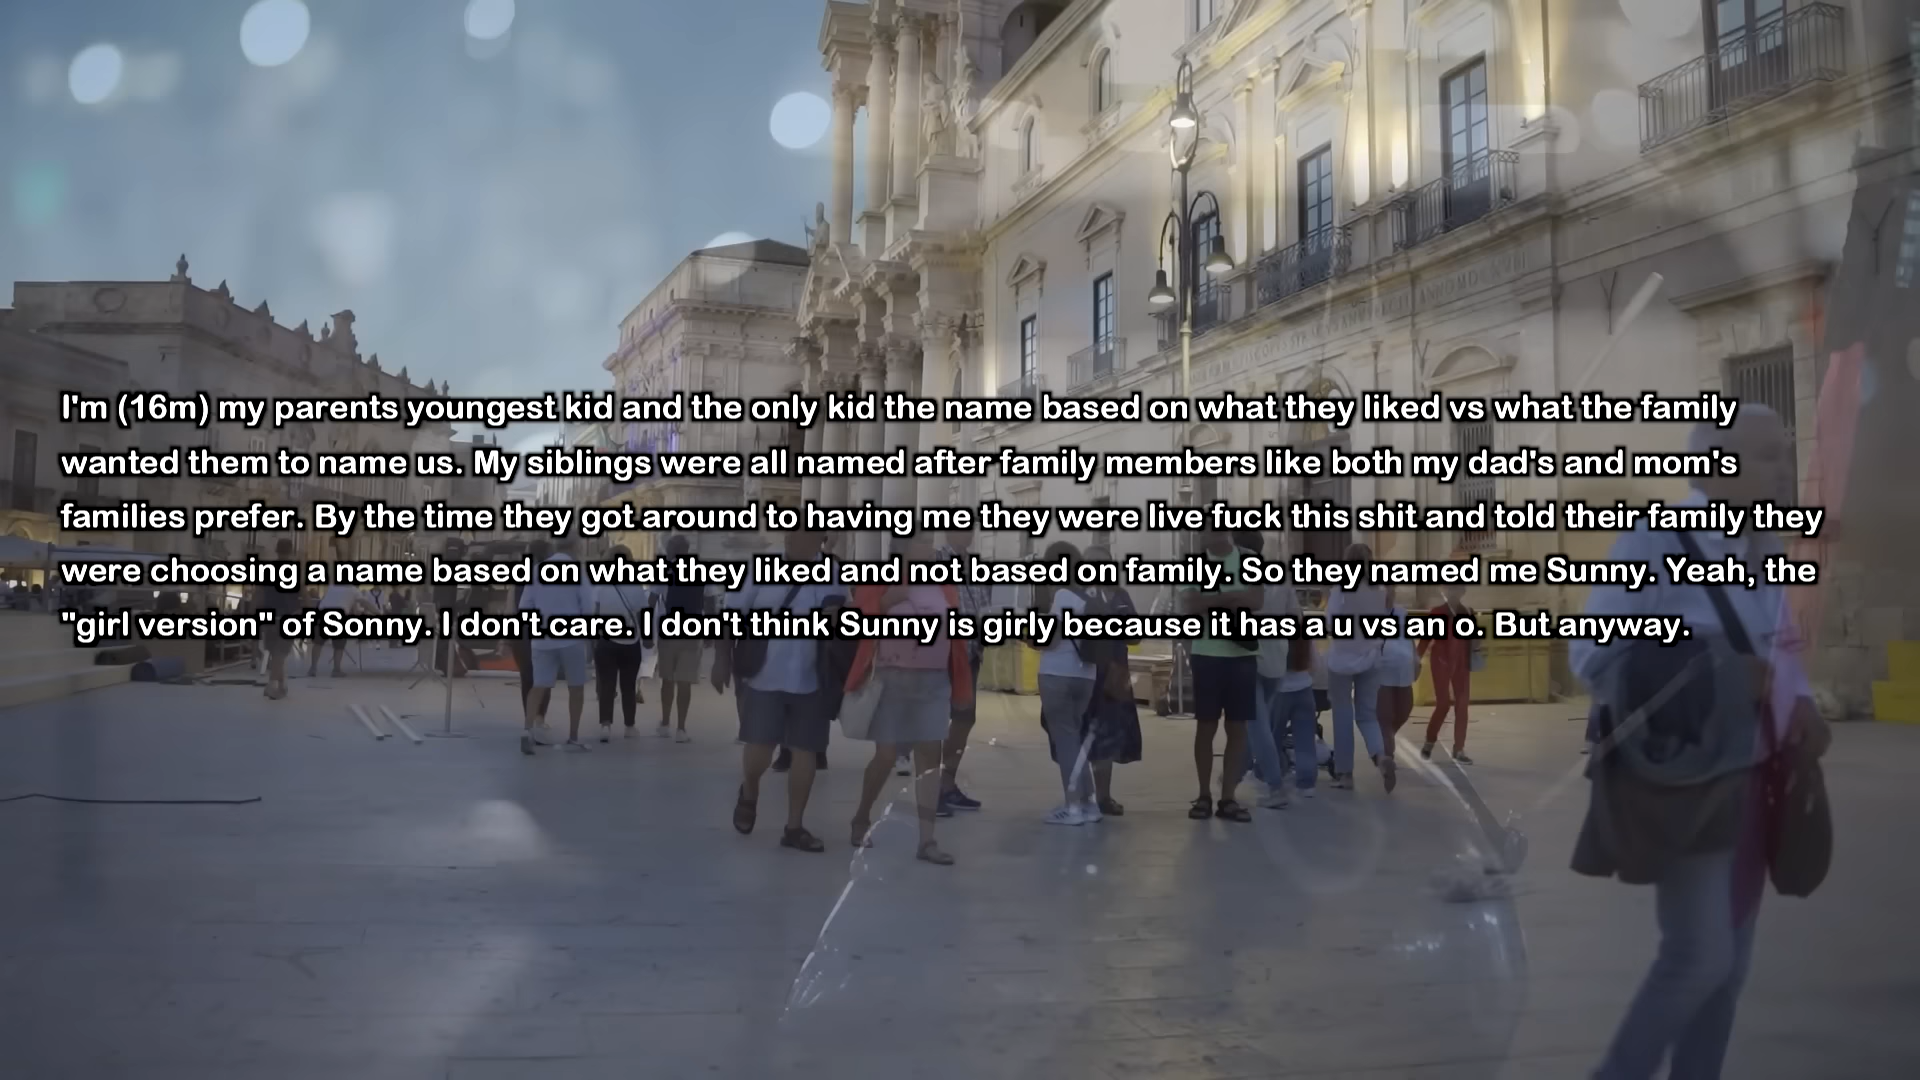 I'm (16m) my parents youngest kid and the only kid the name based on what they liked vs what the family
wanted them to name us. My siblings were all named after family members like both my dad's and mom's
families prefer. By the time they got around to having me they were live fuck this shit and told their family they
were choosing a name based on what they liked and not based on family. So they named me Sunny. Yeah, the
"girl version" of Sonny. I don't care. I don't think Sunny is girly because it has a u vs an o. But anyway.